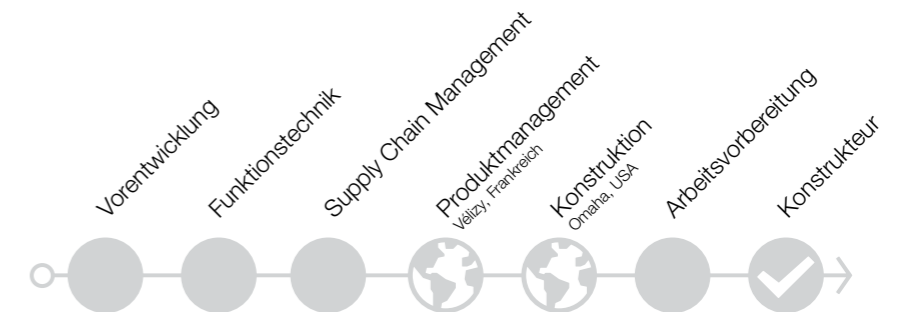 Vorentwicklung
Funktionstechnik
Supply Chain Management
Produktmanagement
Vélizy, Frankreich
Konstruktion
Omaha, USA
Arbeitsvorbereitung
Konstrukteur